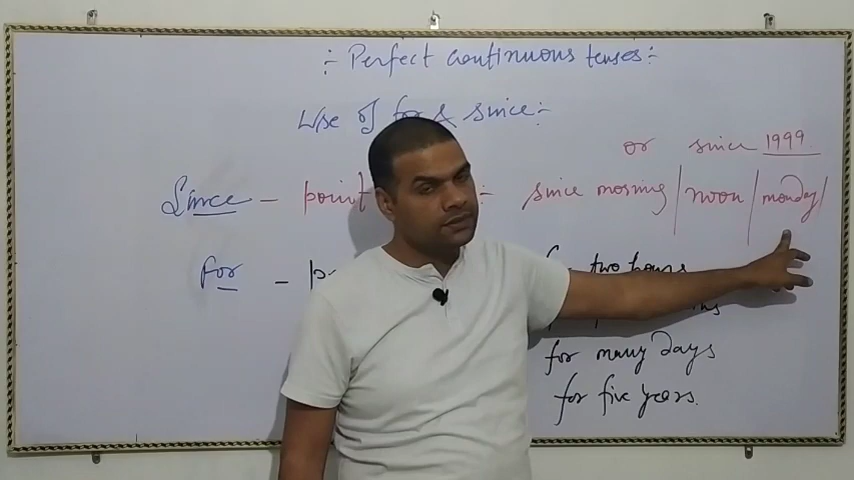 :- Perfect continuous tenses :-
Use of for & since :-
or since 1999.
Since - point :- since morning | noon | monday |
for - two hours
for many days
for five years.